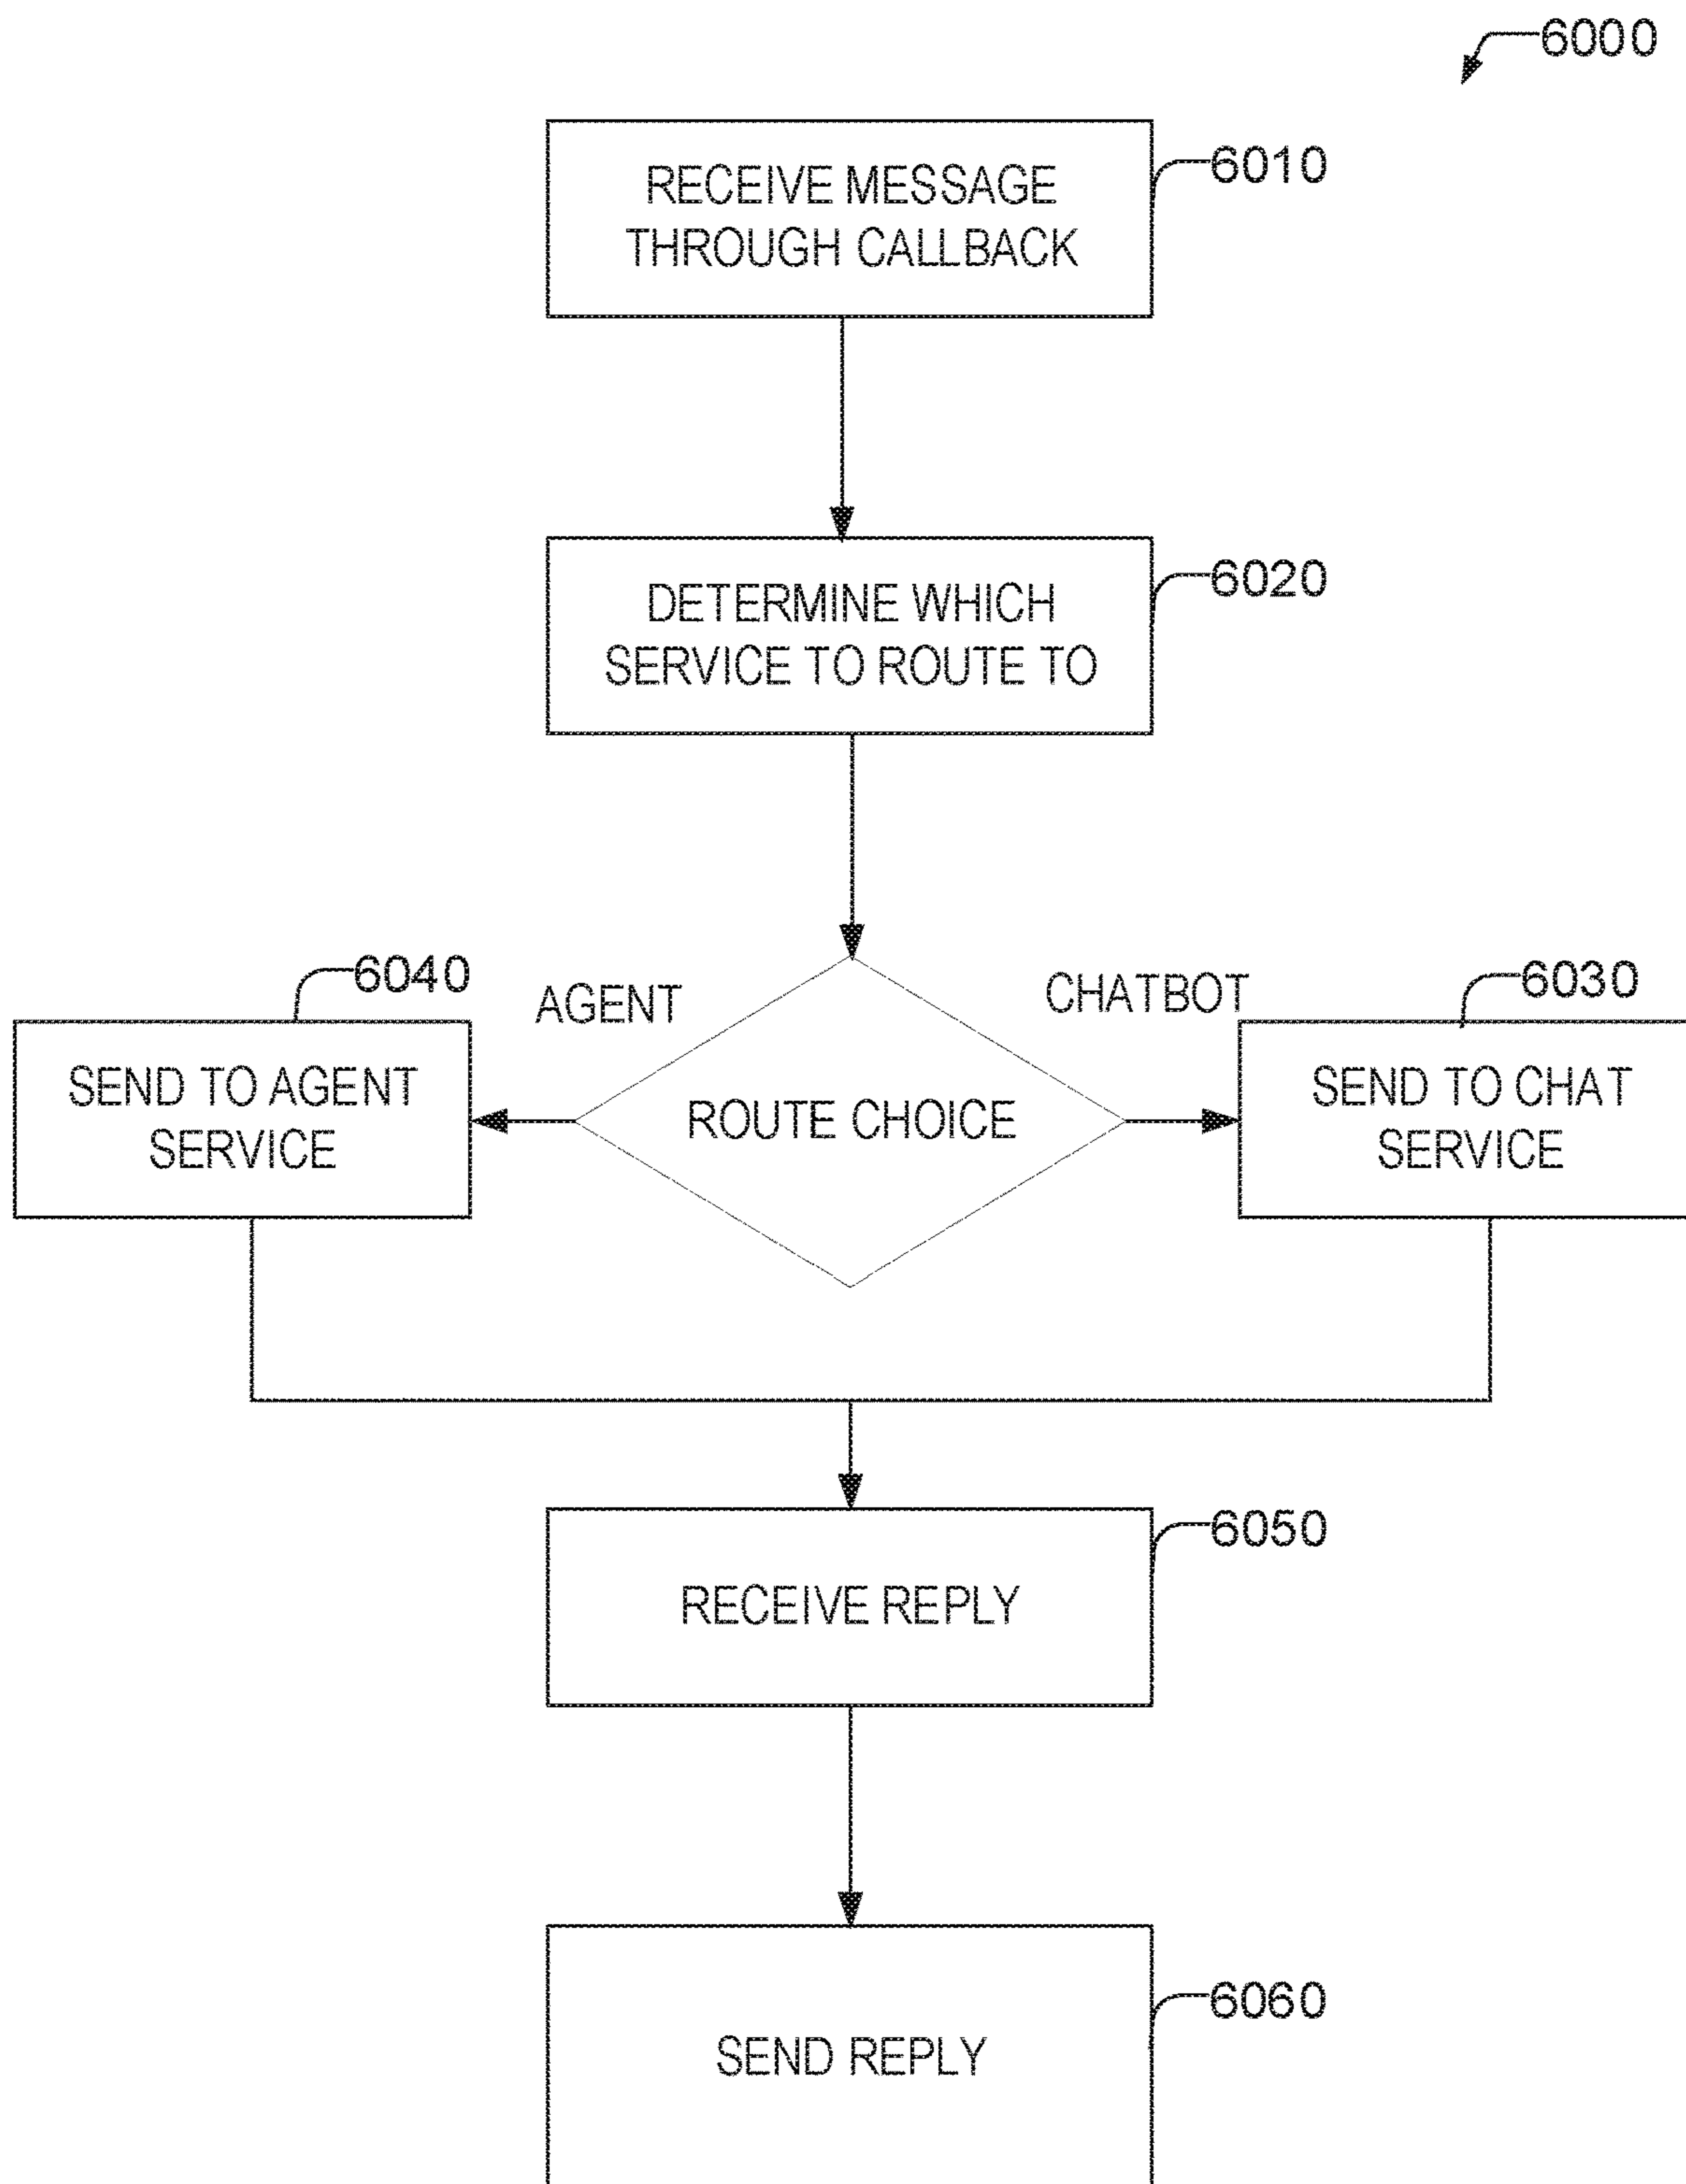 6000
RECEIVE MESSAGE
THROUGH CALLBACK
6010
DETERMINE WHICH
SERVICE TO ROUTE TO
6020
6040
AGENT
CHATBOT
6030
SEND TO AGENT
SERVICE
ROUTE CHOICE
SEND TO CHAT
SERVICE
RECEIVE REPLY
6050
SEND REPLY
6060